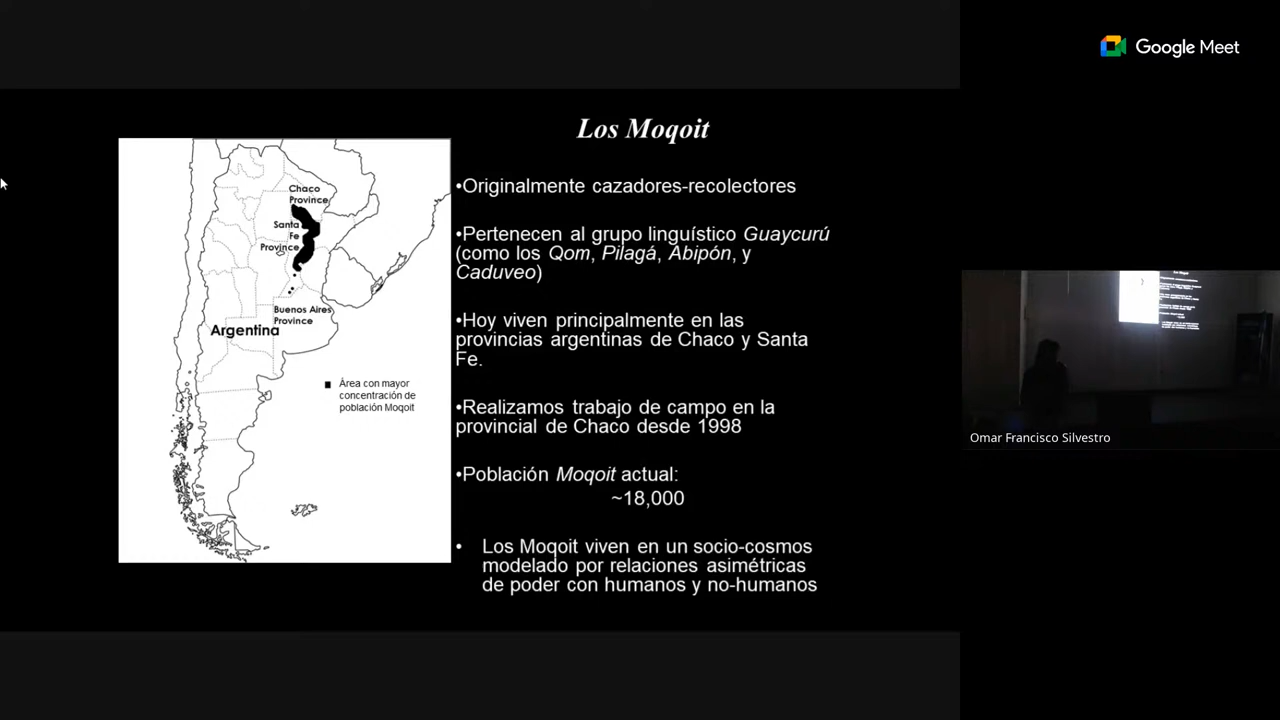 Google Meet
Los Moqoit
•Originalmente cazadores-recolectores
•Pertenecen al grupo linguístico Guaycurú
(como los Qom, Pilagá, Abipón, y
Caduveo)
•Hoy viven principalmente en las
provincias argentinas de Chaco y Santa
Fe.
•Realizamos trabajo de campo en la
provincial de Chaco desde 1998
•Población Moqoit actual:
~18,000
• Los Moqoit viven en un socio-cosmos
modelado por relaciones asimétricas
de poder con humanos y no-humanos
Chaco
Province
Santa
Fe
Province
Buenos Aires
Province
Argentina
Área con mayor
concentración de
población Moqoit
Omar Francisco Silvestro